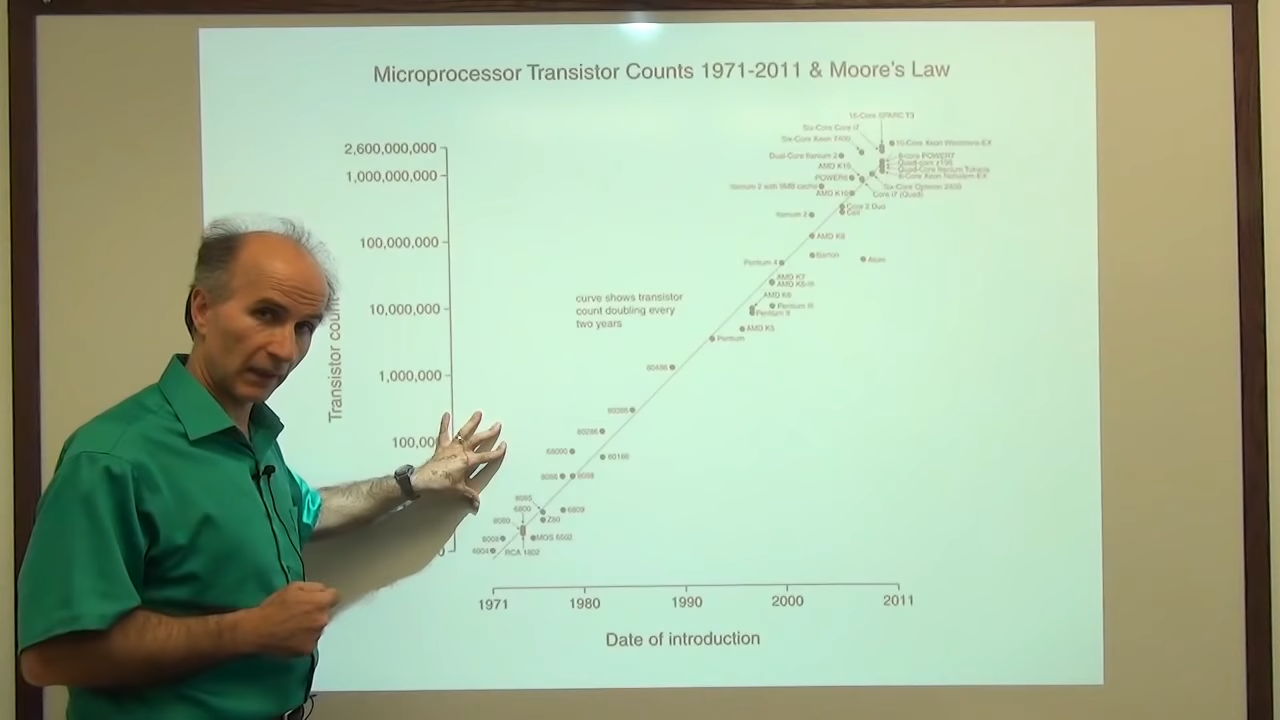 Microprocessor Transistor Counts 1971-2011 & Moore's Law
16-Core SPARC T3
Six-Core Core i7
Six-Core Xeon 7400
10-Core Xeon Westmere-EX
Dual-Core Itanium 2
8-core POWER7
Quad-core z196
Quad-Core Itanium Tukwila
8-Core Xeon Nehalem-EX
AMD K10
POWER6
Six-Core Opteron 2400
Itanium 2 with 9MB cache
AMD K10
Core i7 (Quad)
Core 2 Duo
Cell
Itanium 2
AMD K8
Barton
Atom
Pentium 4
AMD K7
AMD K6-III
AMD K6
Pentium III
Pentium II
AMD K5
Pentium
80486
80386
80286
68000
80186
8086
8088
8085
6800
6809
8080
Z80
8008
MOS 6502
4004
RCA 1802
2,600,000,000
1,000,000,000
100,000,000
10,000,000
1,000,000
100,00
0
Transistor count
curve shows transistor
count doubling every
two years
1971
1980
1990
2000
2011
Date of introduction